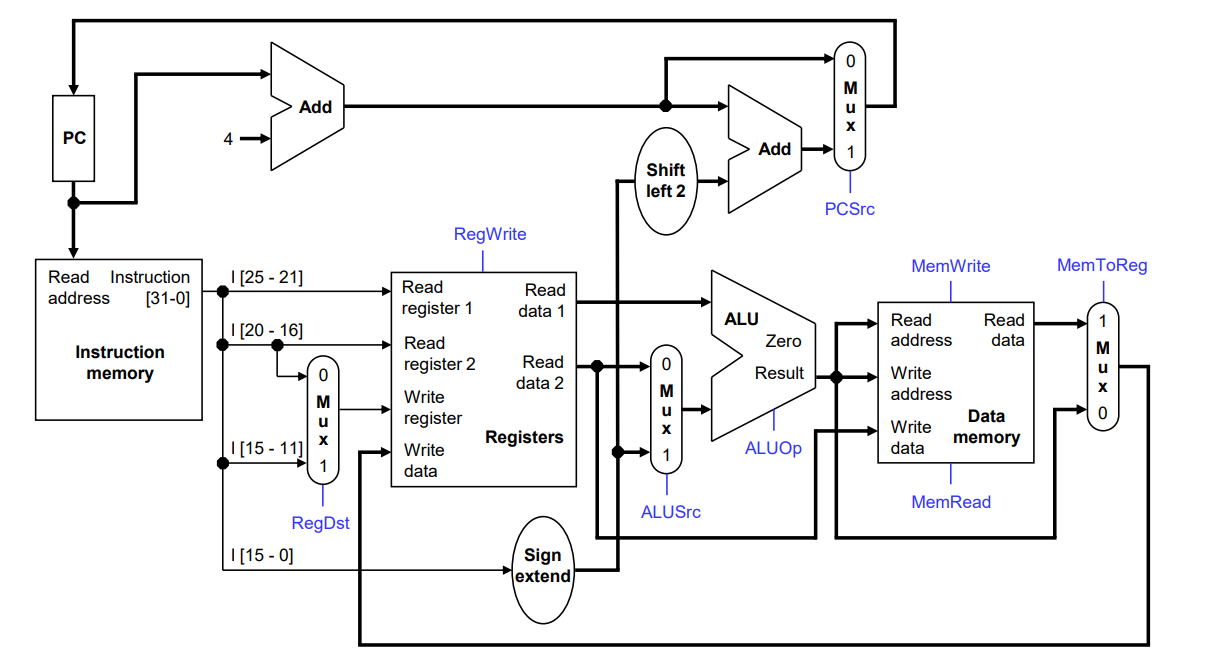 0
M
u
x
1
PCSrc
Add
4
PC
Add
Shift
left 2
RegWrite
MemWrite
MemToReg
Read
address
Instruction
[31-0]
Instruction
memory
I [25 - 21]
I [20 - 16]
I [15 - 11]
I [15 - 0]
0
M
u
x
1
RegDst
Read
register 1
Read
register 2
Write
register
Write
data
Read
data 1
Read
data 2
Registers
Sign
extend
0
M
u
x
1
ALUSrc
ALU
Zero
Result
ALUOp
Read
address
Write
address
Write
data
Read
data
Data
memory
MemRead
1
M
u
x
0